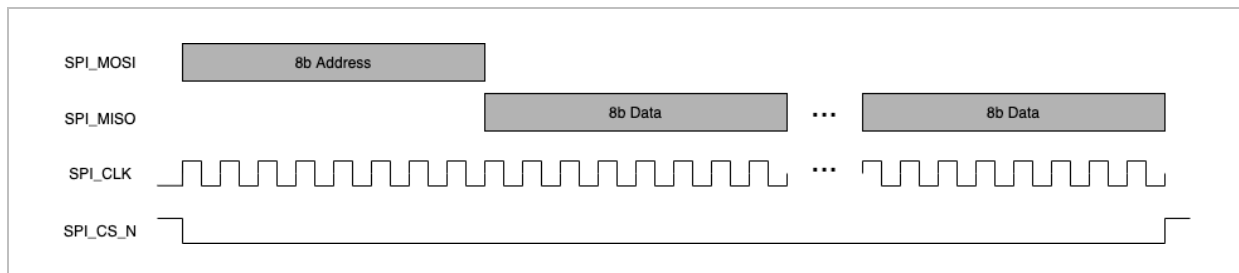 SPI_MOSI 8b Address
SPI_MISO 8b Data ... 8b Data
SPI_CLK ...
SPI_CS_N